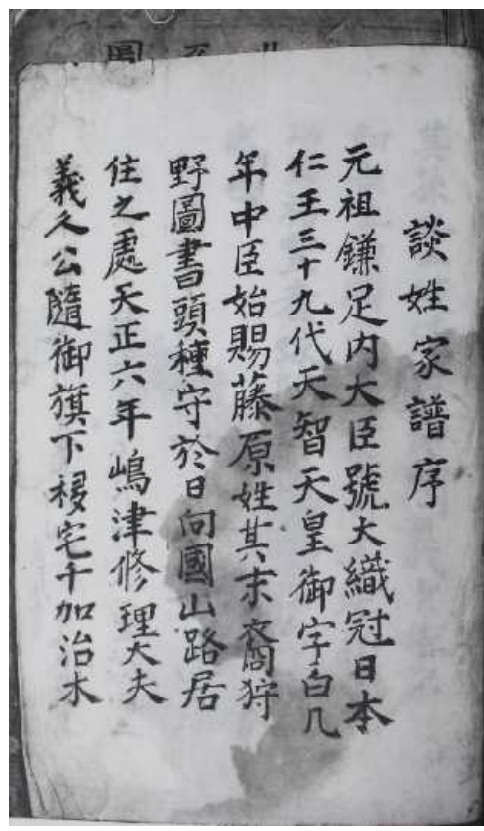 談姓家譜序
元祖鎌足内大臣號大織冠日本
仁王三十九代天智天皇御字白几
年中臣始賜藤原姓其末裔狩
野圖書頭種守於日向國山路居
住之處天正六年嶋津修理大夫
義久公隨御旗下移宅千加治木
圖